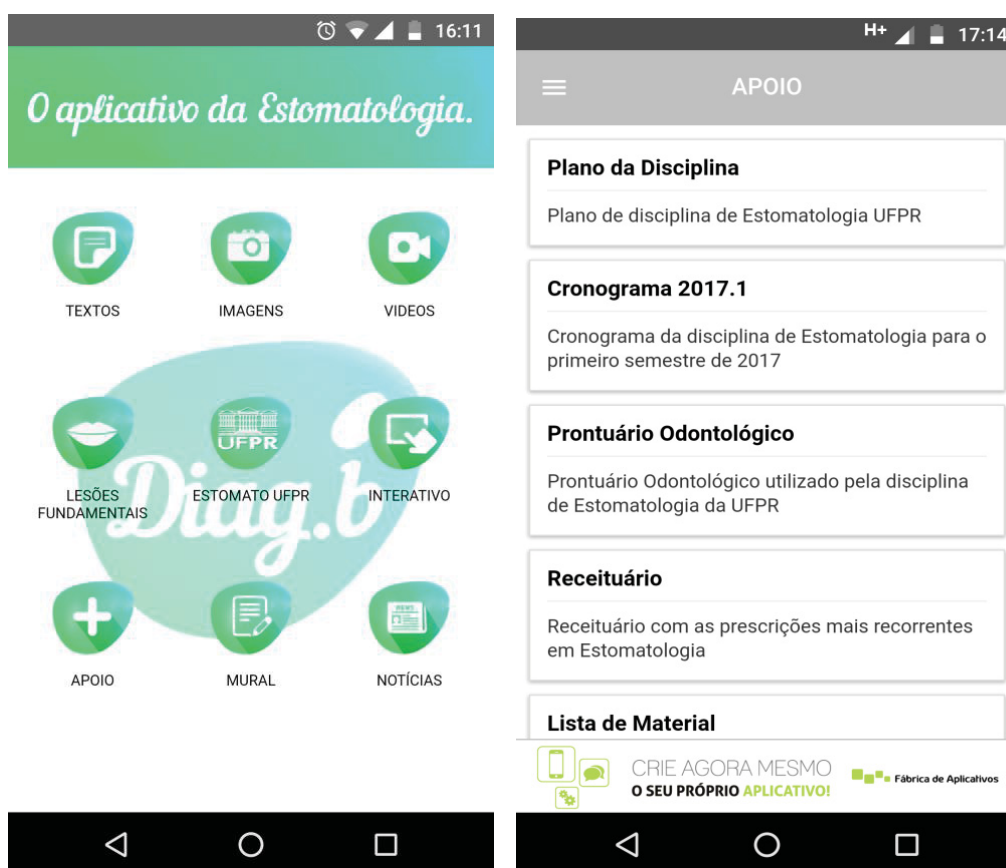 16:11
O aplicativo da Estomatologia.
TEXTOS
IMAGENS
VIDEOS
UFPR
LESÕES
FUNDAMENTAIS
ESTOMATO UFPR
INTERATIVO
Diag.b
NEWS
APOIO
MURAL
NOTÍCIAS
H+ 17:14
APOIO
Plano da Disciplina
Plano de disciplina de Estomatologia UFPR
Cronograma 2017.1
Cronograma da disciplina de Estomatologia para o
primeiro semestre de 2017
Prontuário Odontológico
Prontuário Odontológico utilizado pela disciplina
de Estomatologia da UFPR
Receituário
Receituário com as prescrições mais recorrentes
em Estomatologia
Lista de Material
CRIE AGORA MESMO
O SEU PRÓPRIO APLICATIVO!
Fábrica de Aplicativos